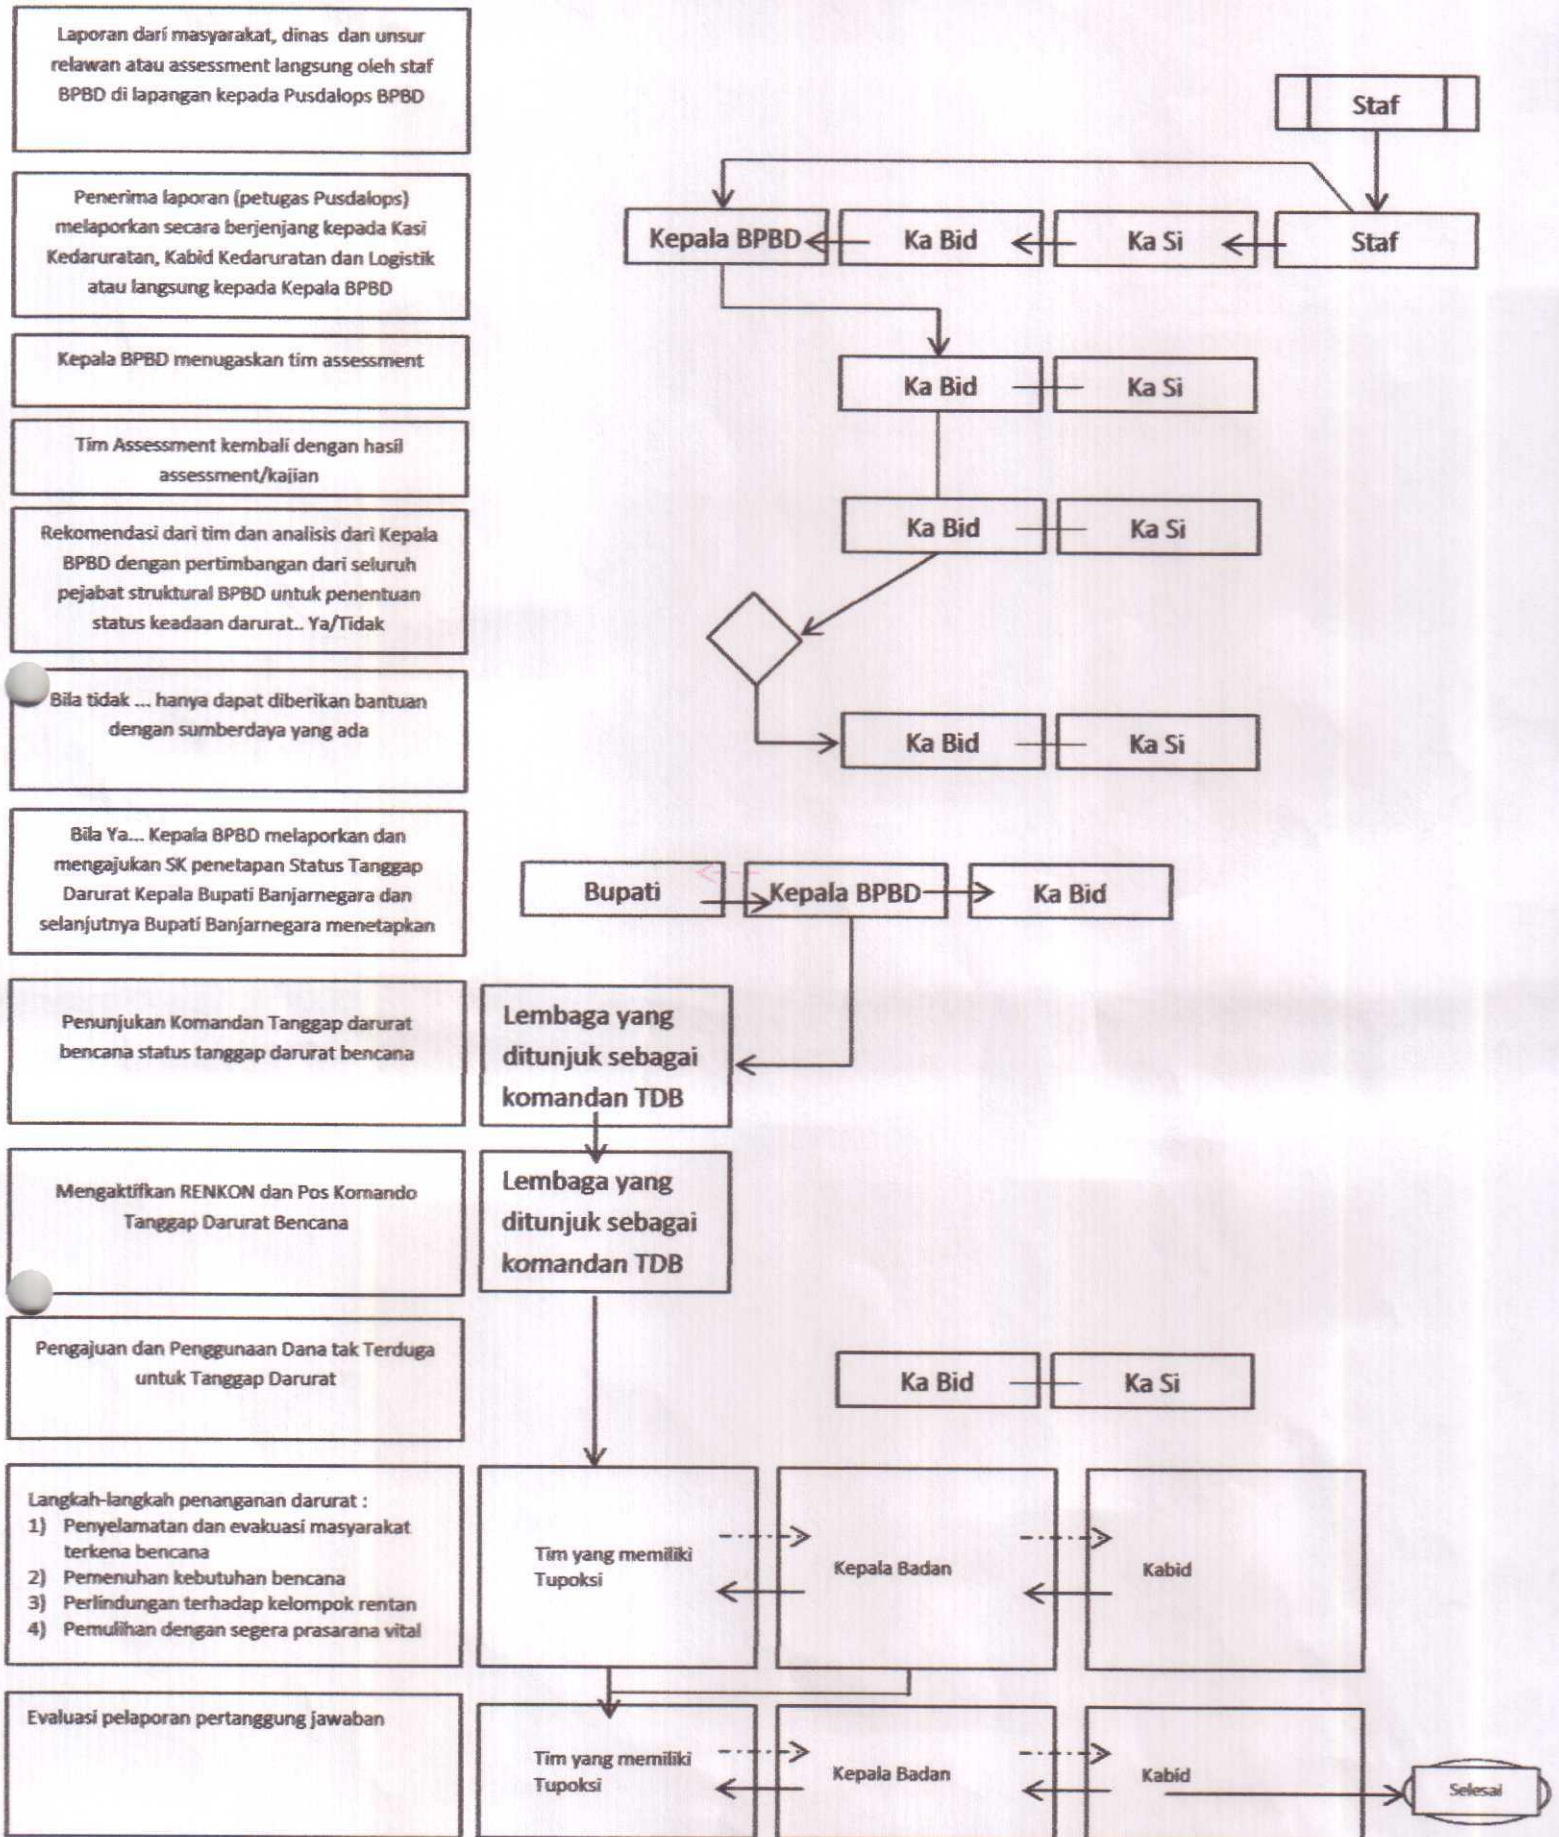 Laporan dari masyarakat, dinas dan unsur
relawan atau assessment langsung oleh staf
BPBD di lapangan kepada Pusdalops BPBD
Staf
Penerima laporan (petugas Pusdalops)
melaporkan secara berjenjang kepada Kasi
Kedaruratan, Kabid Kedaruratan dan Logistik
atau langsung kepada Kepala BPBD
Kepala BPBD
Ka Bid
Ka Si
Staf
Kepala BPBD menugaskan tim assessment
Ka Bid
Ka Si
Tim Assessment kembali dengan hasil
assessment/kajian
Ka Bid
Ka Si
Rekomendasi dari tim dan analisis dari Kepala
BPBD dengan pertimbangan dari seluruh
pejabat struktural BPBD untuk penentuan
status keadaan darurat.. Ya/Tidak
Bila tidak ... hanya dapat diberikan bantuan
dengan sumberdaya yang ada
Ka Bid
Ka Si
Bila Ya... Kepala BPBD melaporkan dan
mengajukan SK penetapan Status Tanggap
Darurat Kepala Bupati Banjarnegara dan
selanjutnya Bupati Banjarnegara menetapkan
Bupati
Kepala BPBD
Ka Bid
Penunjukan Komandan Tanggap darurat
bencana status tanggap darurat bencana
Lembaga yang
ditunjuk sebagai
komandan TDB
Mengaktifkan RENKON dan Pos Komando
Tanggap Darurat Bencana
Lembaga yang
ditunjuk sebagai
komandan TDB
Pengajuan dan Penggunaan Dana tak Terduga
untuk Tanggap Darurat
Ka Bid
Ka Si
Langkah-langkah penanganan darurat :
1) Penyelamatan dan evakuasi masyarakat
terkena bencana
2) Pemenuhan kebutuhan bencana
3) Perlindungan terhadap kelompok rentan
4) Pemulihan dengan segera prasarana vital
Tim yang memiliki
Tupoksi
Kepala Badan
Kabid
Evaluasi pelaporan pertanggung jawaban
Tim yang memiliki
Tupoksi
Kepala Badan
Kabid
Selesai